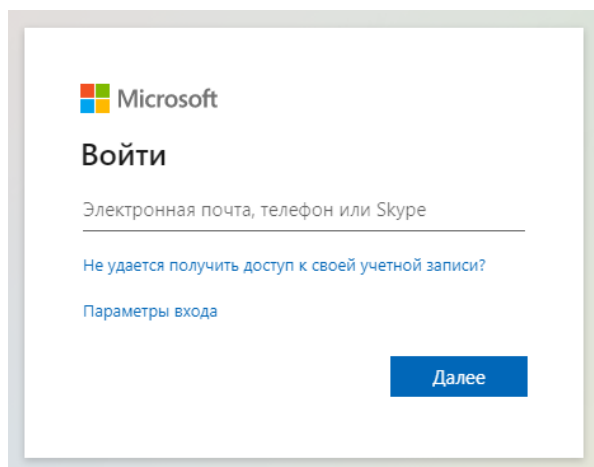 Microsoft
Войти
Электронная почта, телефон или Skype
Не удается получить доступ к своей учетной записи?
Параметры входа
Далее